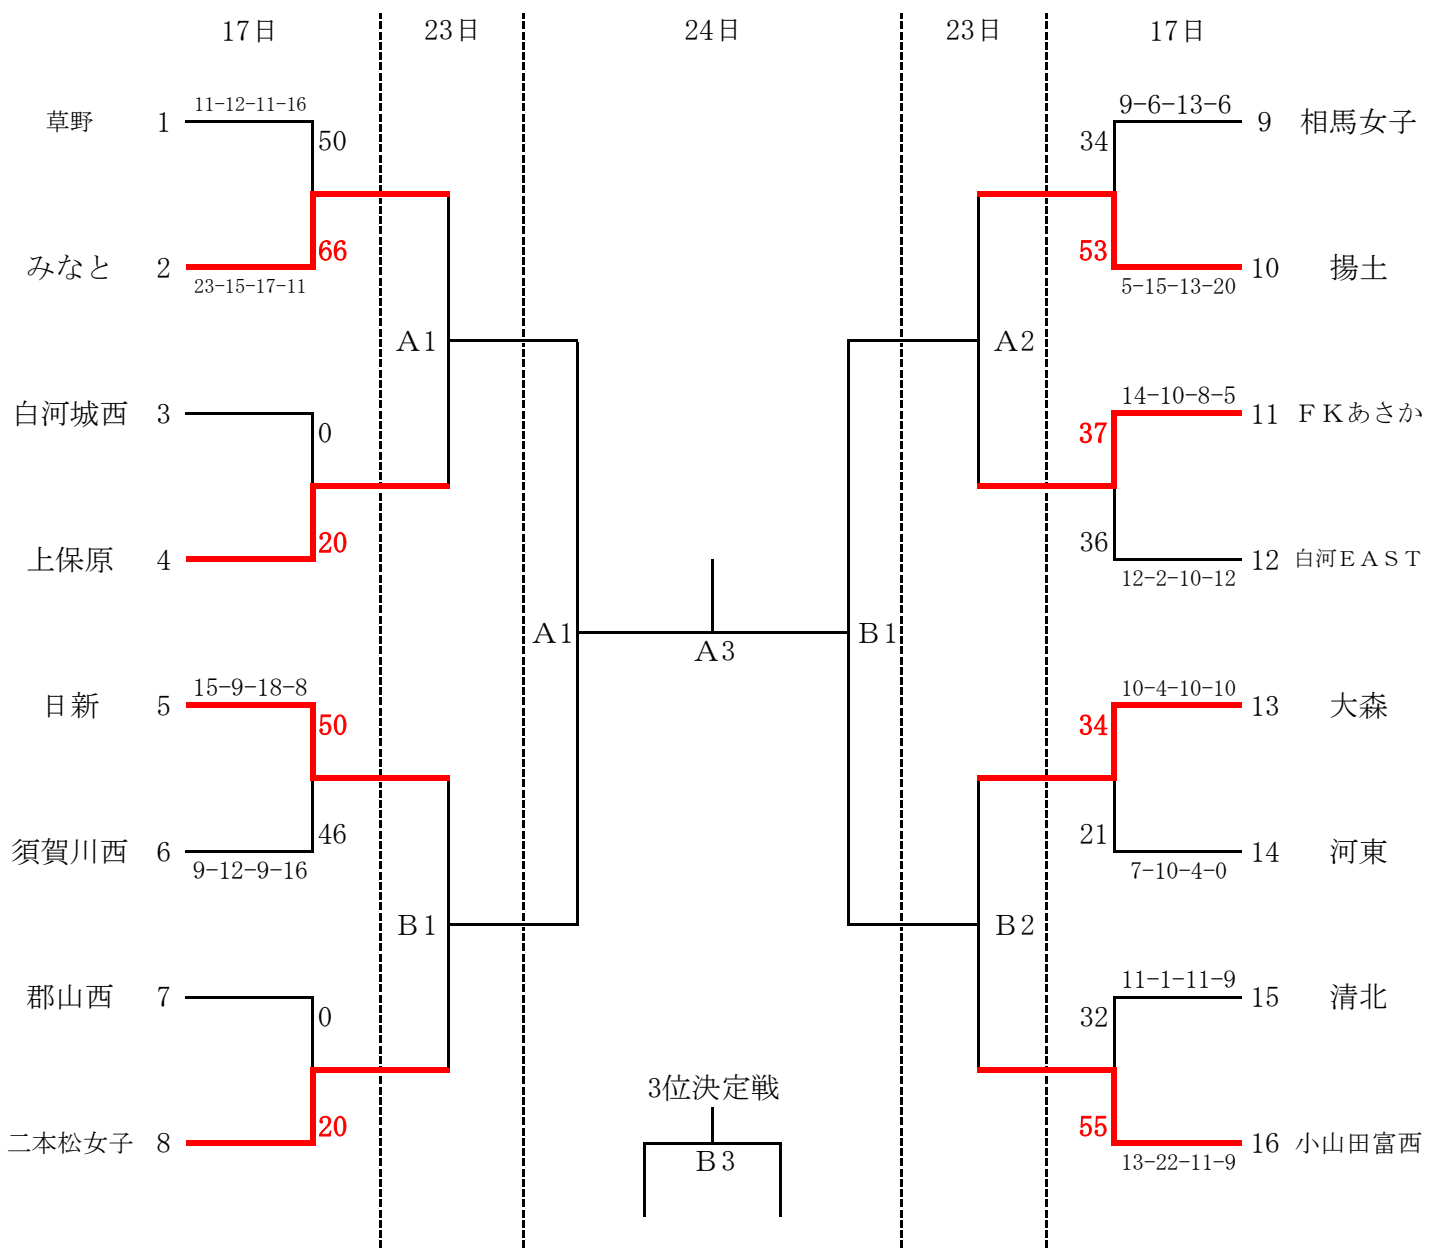 17日 23日 24日 23日 17日
草野 1 11-12-11-16 50
みなと 2 23-15-17-11 66
白河城西 3 0
上保原 4 20
日新 5 15-9-18-8 50
須賀川西 6 9-12-9-16 46
郡山西 7 0
二本松女子 8 20
A1
B1
A1
A3
B1
A2
B2
3位決定戦
B3
34 9-6-13-6 9 相馬女子
53 5-15-13-20 10 揚土
37 14-10-8-5 11 FKあさか
36 12-2-10-12 12 白河EAST
34 10-4-10-10 13 大森
21 7-10-4-0 14 河東
32 11-1-11-9 15 清北
55 13-22-11-9 16 小山田富西